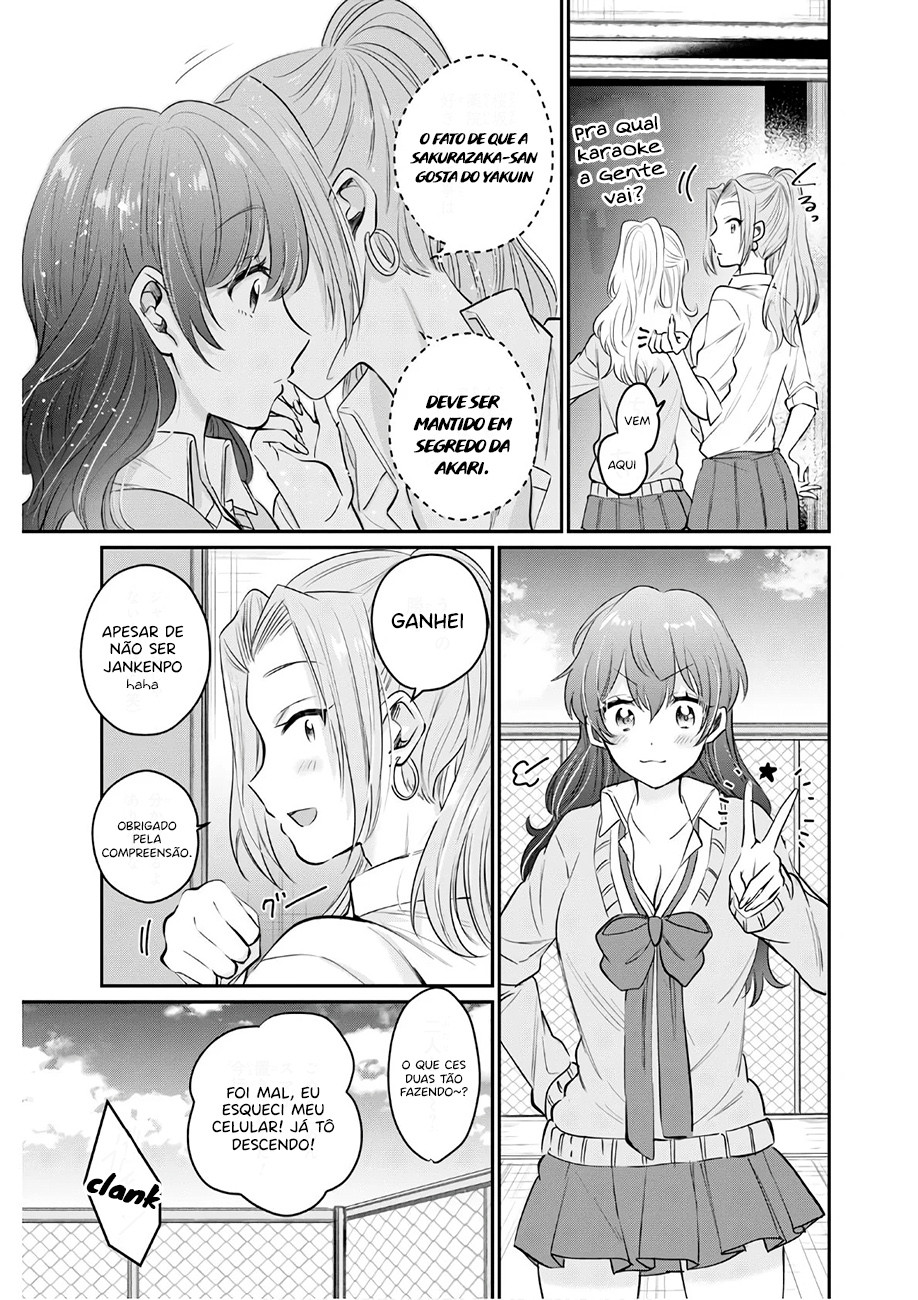 Pra qual
karaoke
a Gente
vai?
VEM
AQUI
O FATO DE QUE A
SAKURAZAKA-SAN
GOSTA DO YAKUIN
DEVE SER
MANTIDO EM
SEGREDO DA
AKARI.
GANHEI
APESAR DE
NÃO SER
JANKENPO
haha
OBRIGADO
PELA
COMPREENSÃO.
グー
O QUE CES
DUAS TÃO
FAZENDO~?
FOI MAL, EU
ESQUECI MEU
CELULAR! JÁ TÔ
DESCENDO!
clank